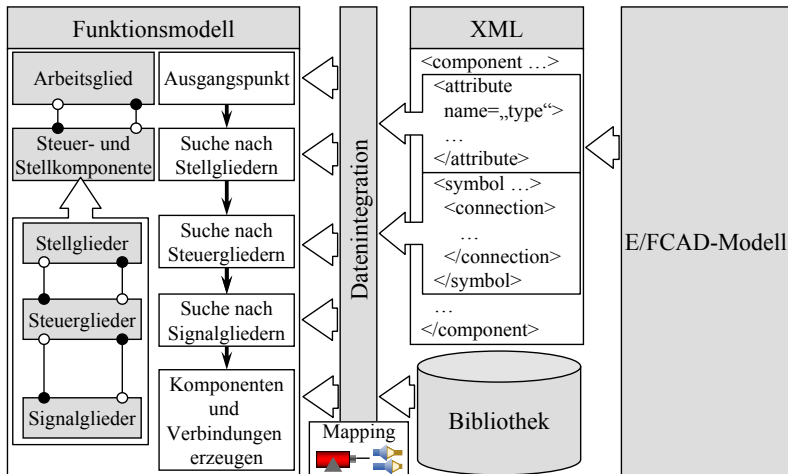 Funktionsmodell
Arbeitsglied
Steuer- und
Stellkomponente
Stellglieder
Steuerglieder
Signalglieder
Ausgangspunkt
Suche nach
Stellgliedern
Suche nach
Steuergliedern
Suche nach
Signalgliedern
Komponenten
und
Verbindungen
erzeugen
Datenintegration
Mapping
XML
<component …>
<attribute
name=„type“>
…
</attribute>
<symbol …>
<connection>
…
</connection>
</symbol>
…
</component>
Bibliothek
E/FCAD-Modell